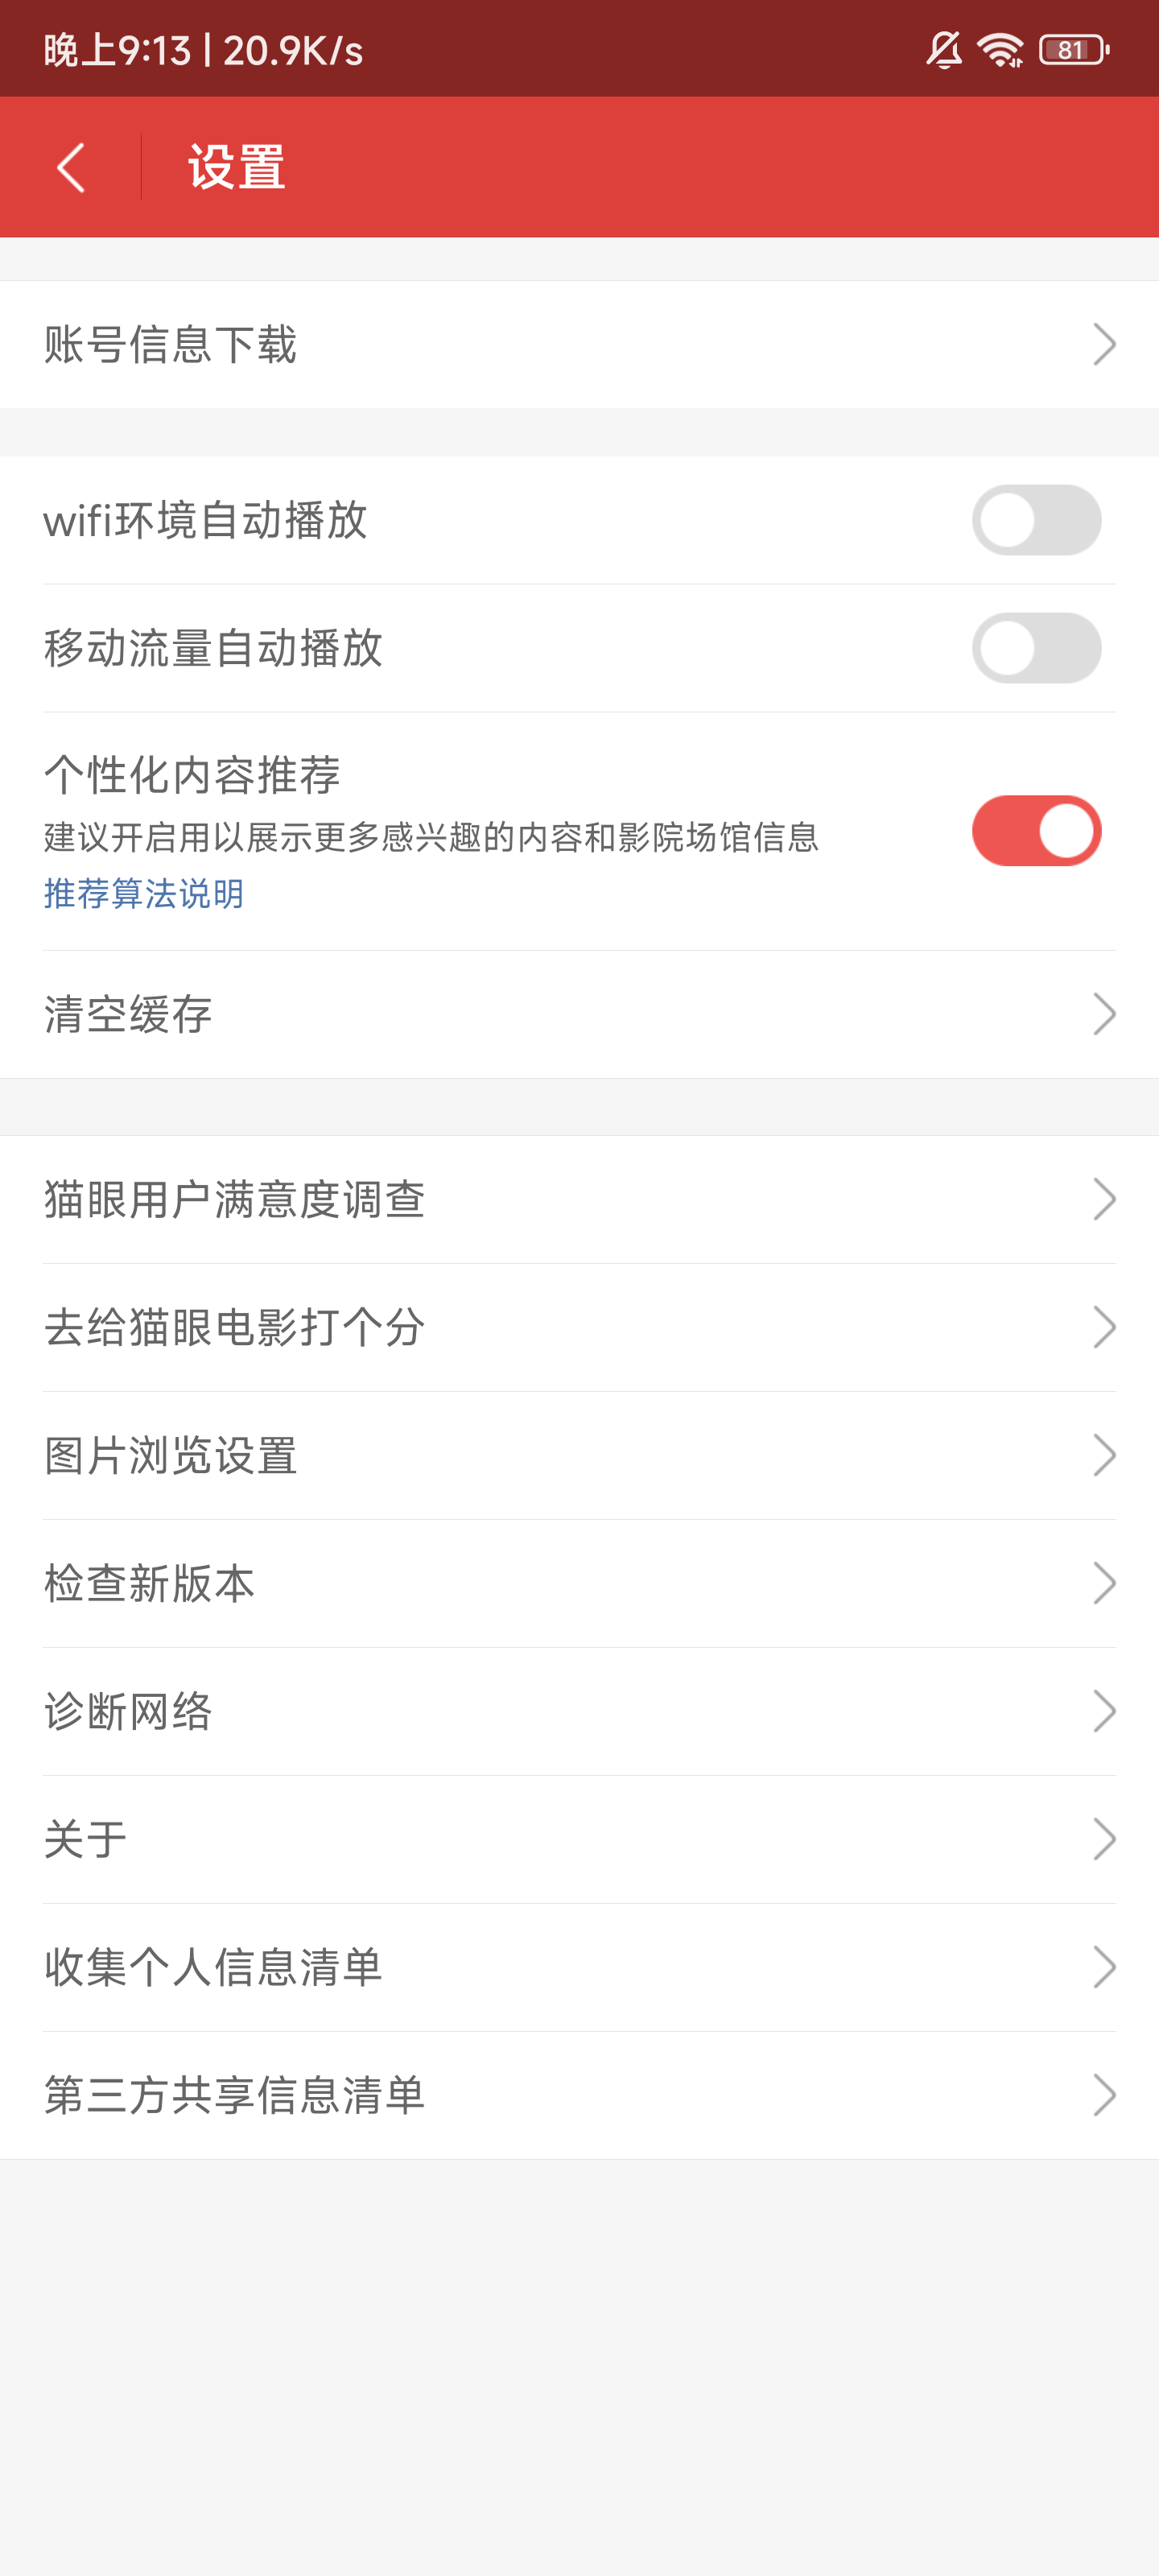 晚上9:13 | 20.9K/s
81
设置
账号信息下载
wifi环境自动播放
移动流量自动播放
个性化内容推荐
建议开启用以展示更多感兴趣的内容和影院场馆信息
推荐算法说明
清空缓存
猫眼用户满意度调查
去给猫眼电影打个分
图片浏览设置
检查新版本
诊断网络
关于
收集个人信息清单
第三方共享信息清单